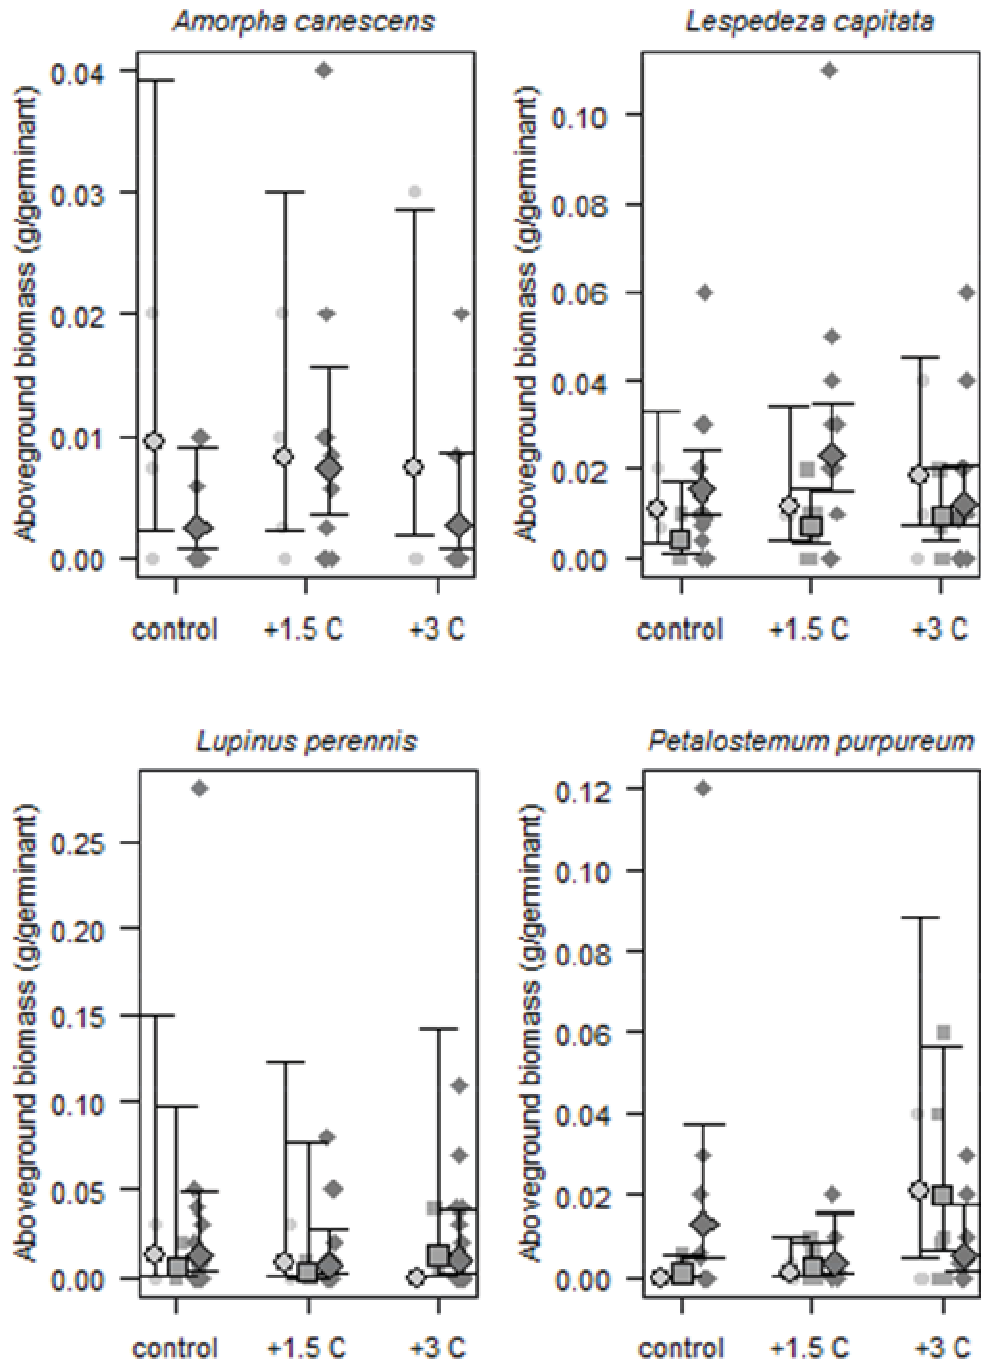 Amorpha canescens
Lespedeza capitata
Aboveground biomass (g/germinant)
0.04
0.03
0.02
0.01
0.00
control +1.5 C +3 C
Aboveground biomass (g/germinant)
0.10
0.08
0.06
0.04
0.02
0.00
control +1.5 C +3 C
Lupinus perennis
Petalostemum purpureum
Aboveground biomass (g/germinant)
0.25
0.20
0.15
0.10
0.05
0.00
control +1.5 C +3 C
Aboveground biomass (g/germinant)
0.12
0.10
0.08
0.06
0.04
0.02
0.00
control +1.5 C +3 C